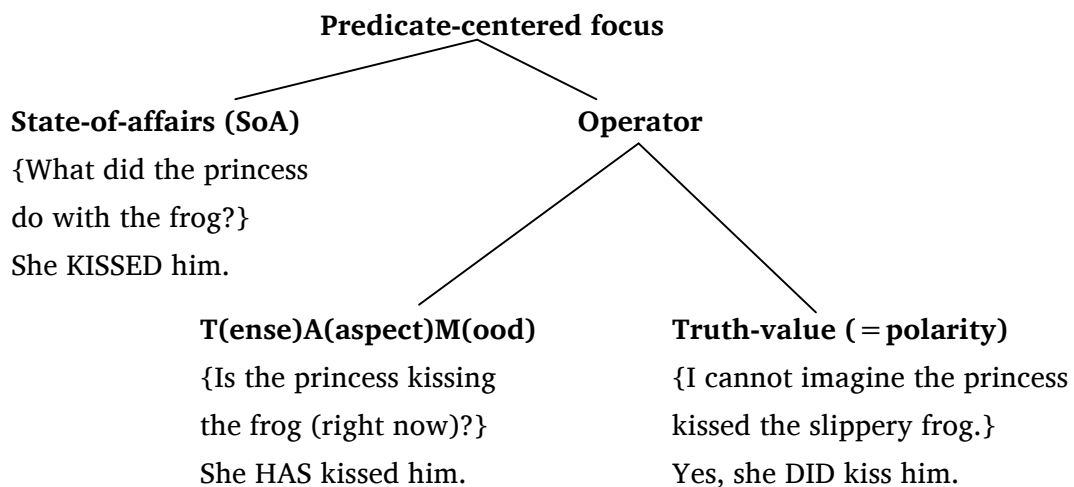 Predicate-centered focus
State-of-affairs (SoA)
{What did the princess
do with the frog?}
She KISSED him.
Operator
T(ense)A(aspect)M(ood)
{Is the princess kissing
the frog (right now)?}
She HAS kissed him.
Truth-value (=polarity)
{I cannot imagine the princess
kissed the slippery frog.}
Yes, she DID kiss him.